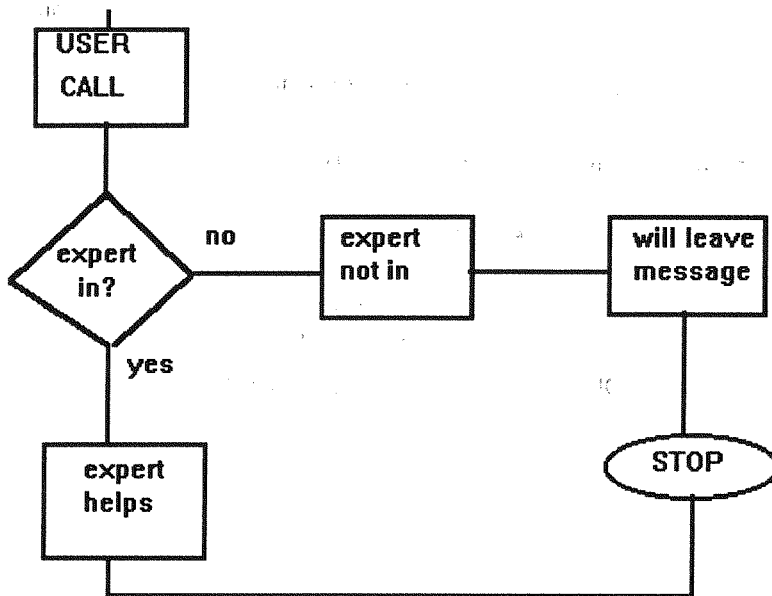 USER
CALL
expert
in?
no
expert
not in
will leave
message
yes
expert
helps
STOP